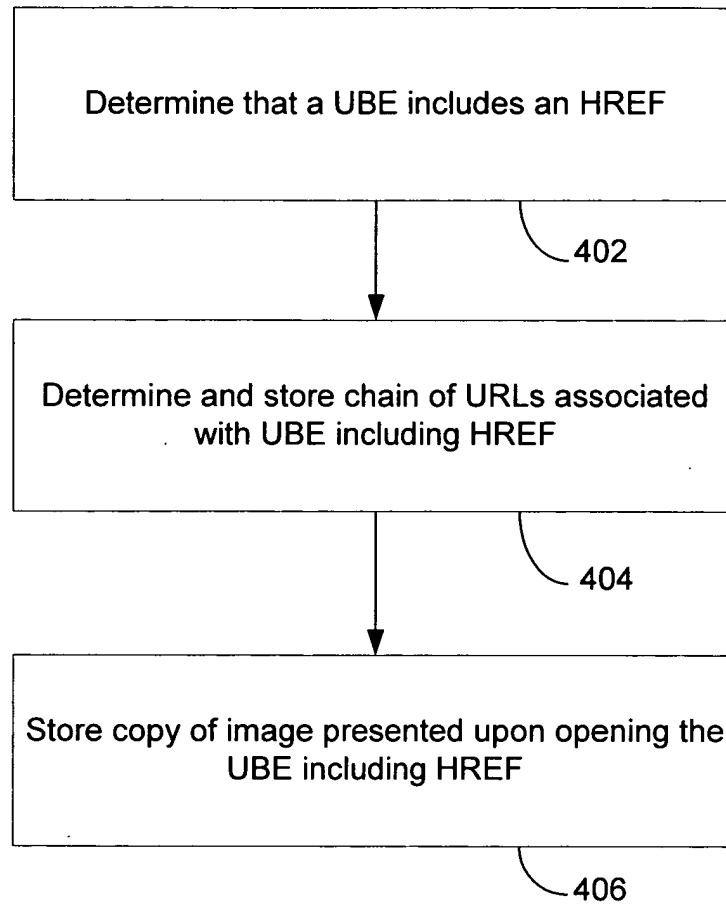 Determine that a UBE includes an HREF
402
Determine and store chain of URLs associated
with UBE including HREF
404
Store copy of image presented upon opening the
UBE including HREF
406